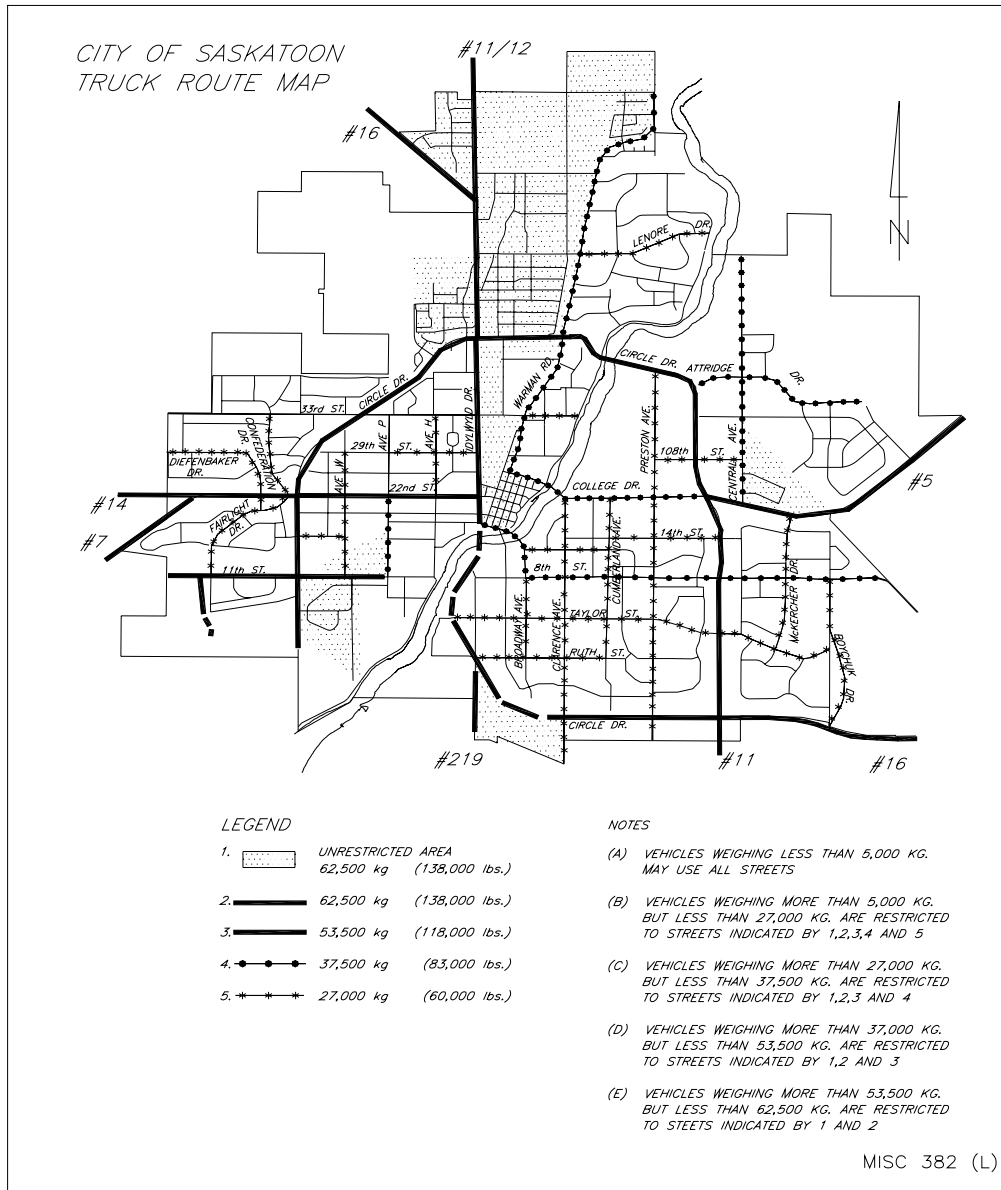 CITY OF SASKATOON
TRUCK ROUTE MAP
#11/12
#16
LENORE DR.
N
CIRCLE DR.
ATTRIDGE DR.
WARMAN RD.
CIRCLE DR.
IDYLWYLD DR.
33rd ST.
CONFEDERATION DR.
AVE P
AVE H
29th ST.
DIEFENBAKER DR.
AVE W
22nd ST.
PRESTON AVE.
108th ST.
CENTRAL AVE.
COLLEGE DR.
#5
#14
#7
FAIRLIGHT DR.
11th ST.
CUMBERLAND AVE.
14th ST.
8th ST.
McKERCHER DR.
TAYLOR ST.
BROADWAY AVE.
CLARENCE AVE.
RUTH ST.
BOYCHUK DR.
CIRCLE DR.
#219
#11
#16
LEGEND
1. UNRESTRICTED AREA
62,500 kg (138,000 lbs.)
2. 62,500 kg (138,000 lbs.)
3. 53,500 kg (118,000 lbs.)
4. 37,500 kg (83,000 lbs.)
5. 27,000 kg (60,000 lbs.)
NOTES
(A) VEHICLES WEIGHING LESS THAN 5,000 KG.
MAY USE ALL STREETS
(B) VEHICLES WEIGHING MORE THAN 5,000 KG.
BUT LESS THAN 27,000 KG. ARE RESTRICTED
TO STREETS INDICATED BY 1,2,3,4 AND 5
(C) VEHICLES WEIGHING MORE THAN 27,000 KG.
BUT LESS THAN 37,500 KG. ARE RESTRICTED
TO STREETS INDICATED BY 1,2,3 AND 4
(D) VEHICLES WEIGHING MORE THAN 37,000 KG.
BUT LESS THAN 53,500 KG. ARE RESTRICTED
TO STREETS INDICATED BY 1,2 AND 3
(E) VEHICLES WEIGHING MORE THAN 53,500 KG.
BUT LESS THAN 62,500 KG. ARE RESTRICTED
TO STEETS INDICATED BY 1 AND 2
MISC 382 (L)